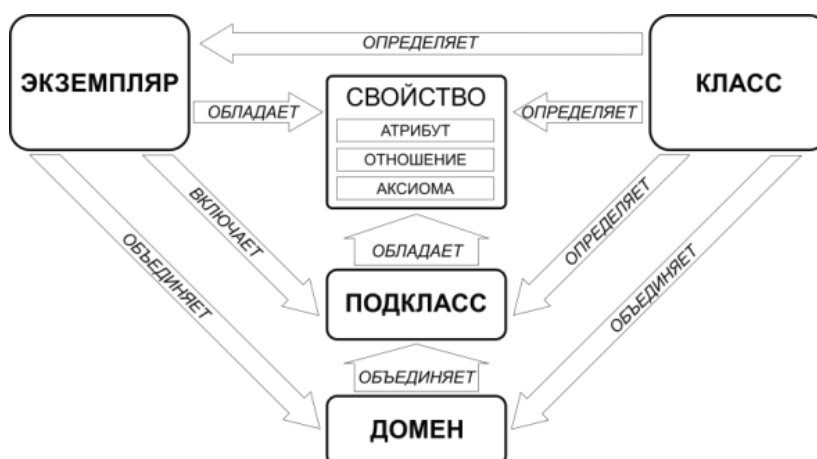 ОПРЕДЕЛЯЕТ
ЭКЗЕМПЛЯР
КЛАСС
СВОЙСТВО
ОБЛАДАЕТ
ОПРЕДЕЛЯЕТ
АТРИБУТ
ОТНОШЕНИЕ
АКСИОМА
ВКЛЮЧАЕТ
ОПРЕДЕЛЯЕТ
ОБЪЕДИНЯЕТ
ОБЛАДАЕТ
ОБЪЕДИНЯЕТ
ПОДКЛАСС
ОБЪЕДИНЯЕТ
ДОМЕН